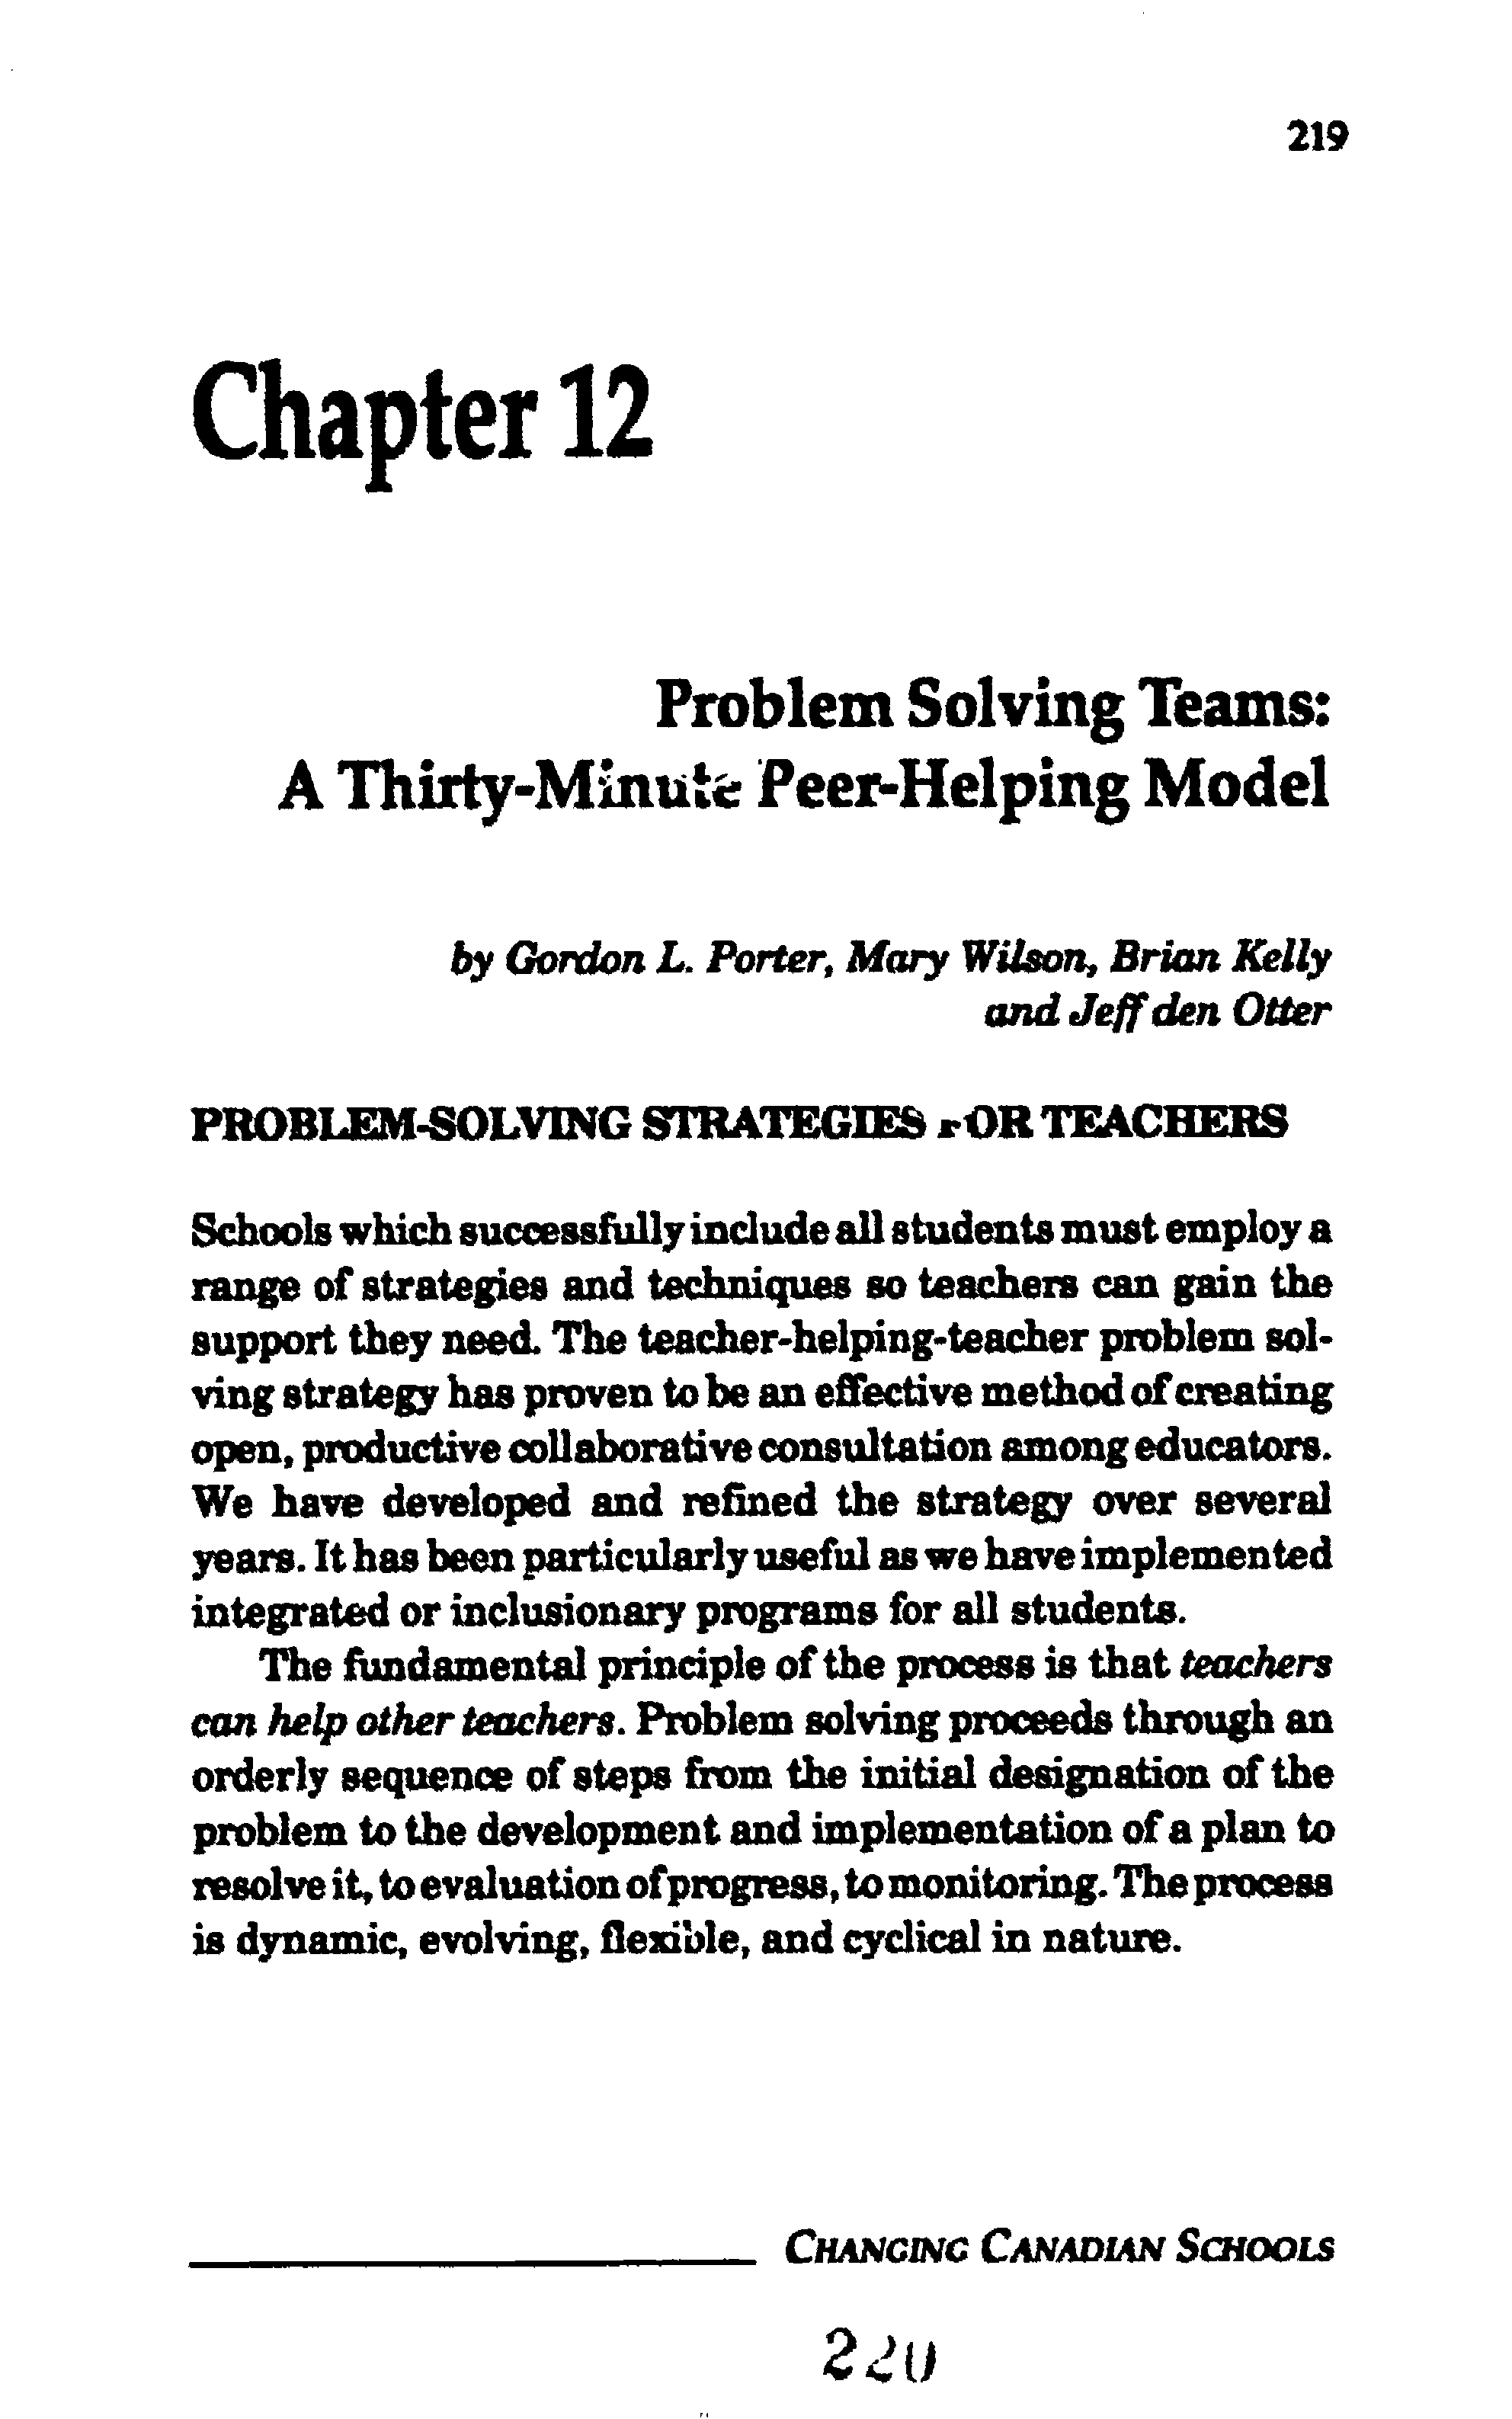 219
Chapter 12
Problem Solving Teams:
A Thirty-Minute Peer-Helping Model
by Gordon L. Porter, Mary Wilson, Brian Kelly
and Jeff den Otter
PROBLEM-SOLVING STRATEGIES FOR TEACHERS
Schools which successfully include all students must employ a
range of strategies and techniques so teachers can gain the
support they need. The teacher-helping-teacher problem sol-
ving strategy has proven to be an effective method of creating
open, productive collaborative consultation among educators.
We have developed and refined the strategy over several
years. It has been particularly useful as we have implemented
integrated or inclusionary programs for all students.
The fundamental principle of the process is that teachers
can help other teachers. Problem solving proceeds through an
orderly sequence of steps from the initial designation of the
problem to the development and implementation of a plan to
resolve it, to evaluation of progress, to monitoring. The process
is dynamic, evolving, flexible, and cyclical in nature.
CHANGING CANADIAN SCHOOLS
220